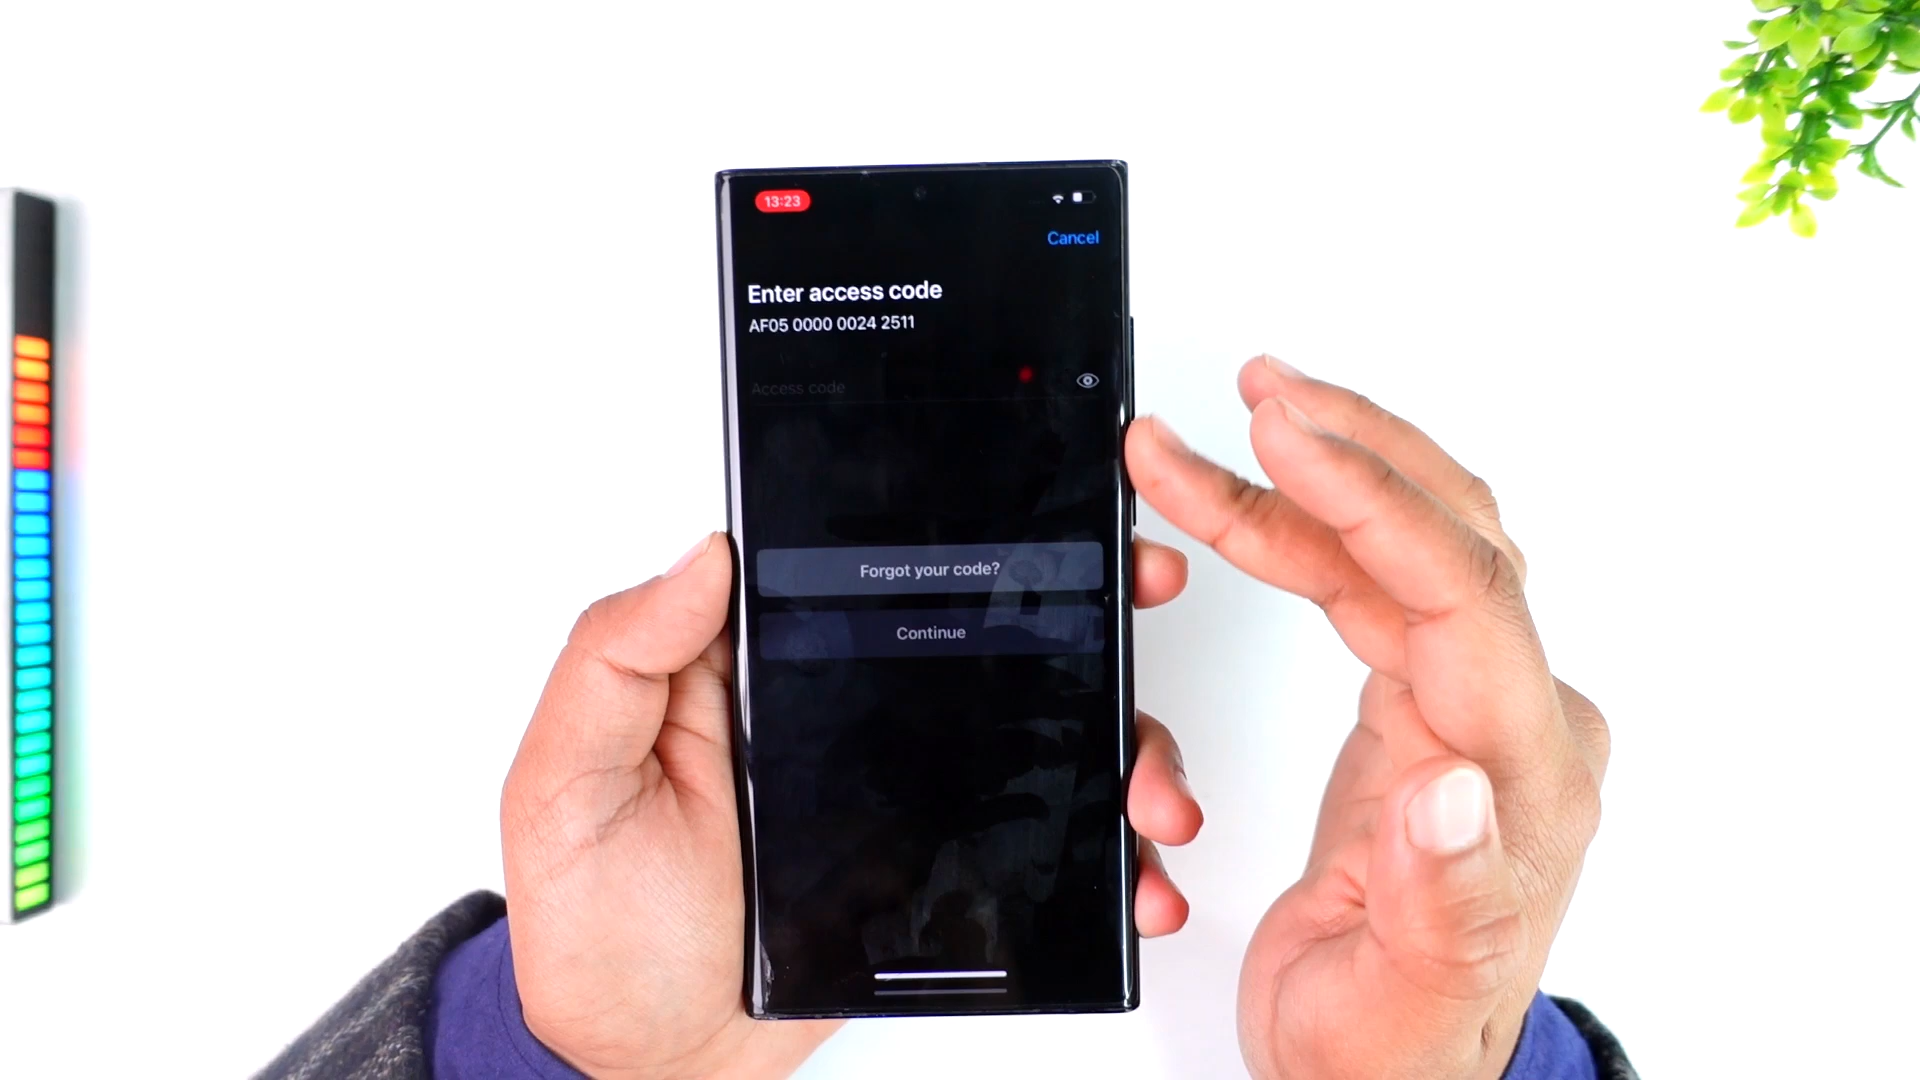 13:23
Cancel
Enter access code
AF05 0000 0024 2511
Access code
Forgot your code?
Continue